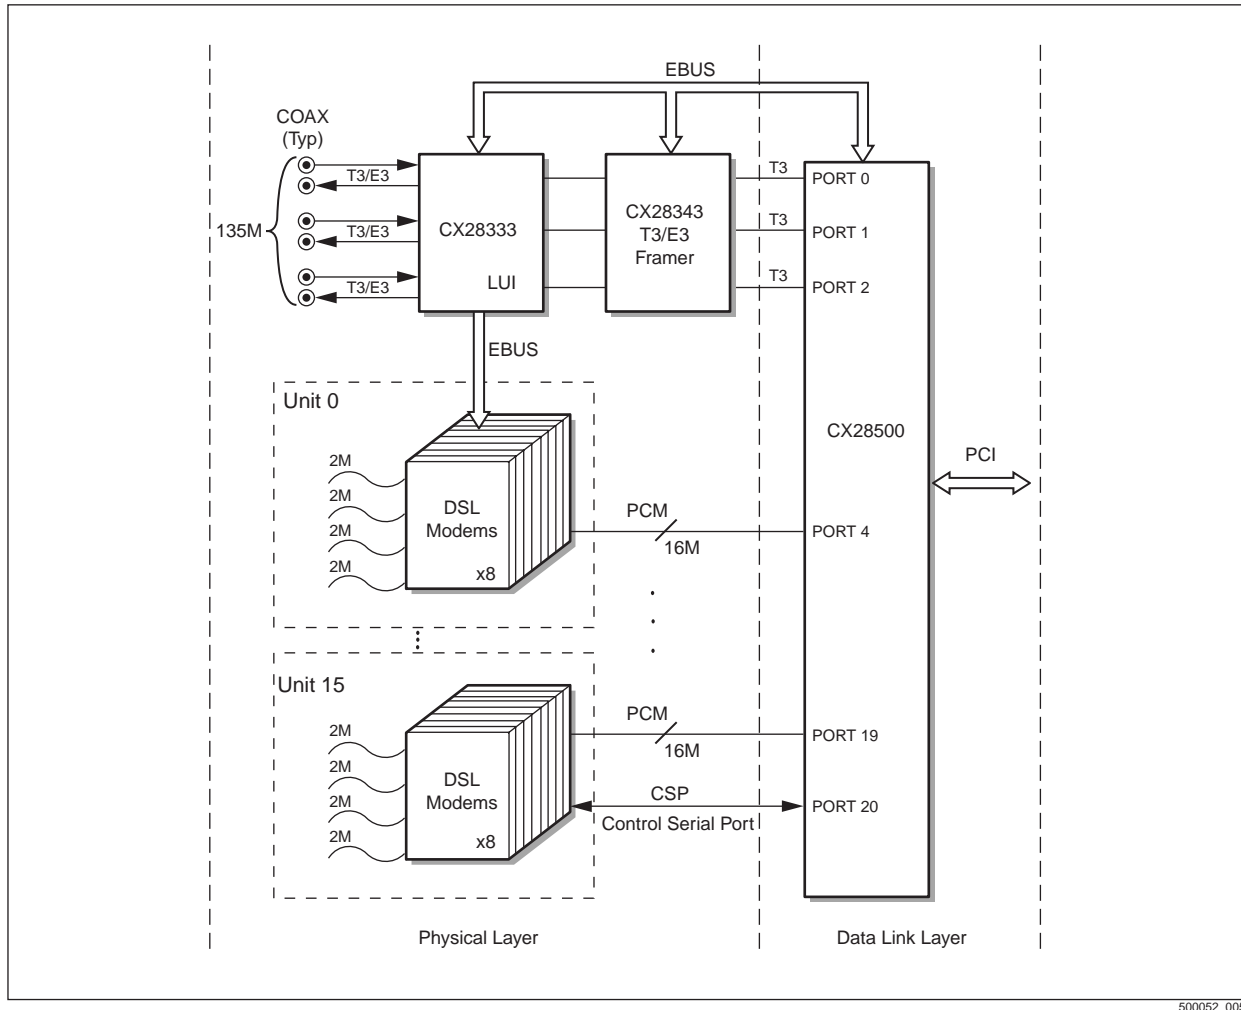 EBUS
COAX
(Typ)
T3/E3
T3/E3
T3/E3
135M
CX28333
LUI
CX28343
T3/E3
Framer
T3
T3
T3
PORT 0
PORT 1
PORT 2
EBUS
Unit 0
2M
2M
2M
2M
DSL
Modems
x8
PCM
16M
PORT 4
CX28500
PCI
Unit 15
2M
2M
2M
2M
DSL
Modems
x8
PCM
16M
PORT 19
CSP
Control Serial Port
PORT 20
Physical Layer
Data Link Layer
500052_005